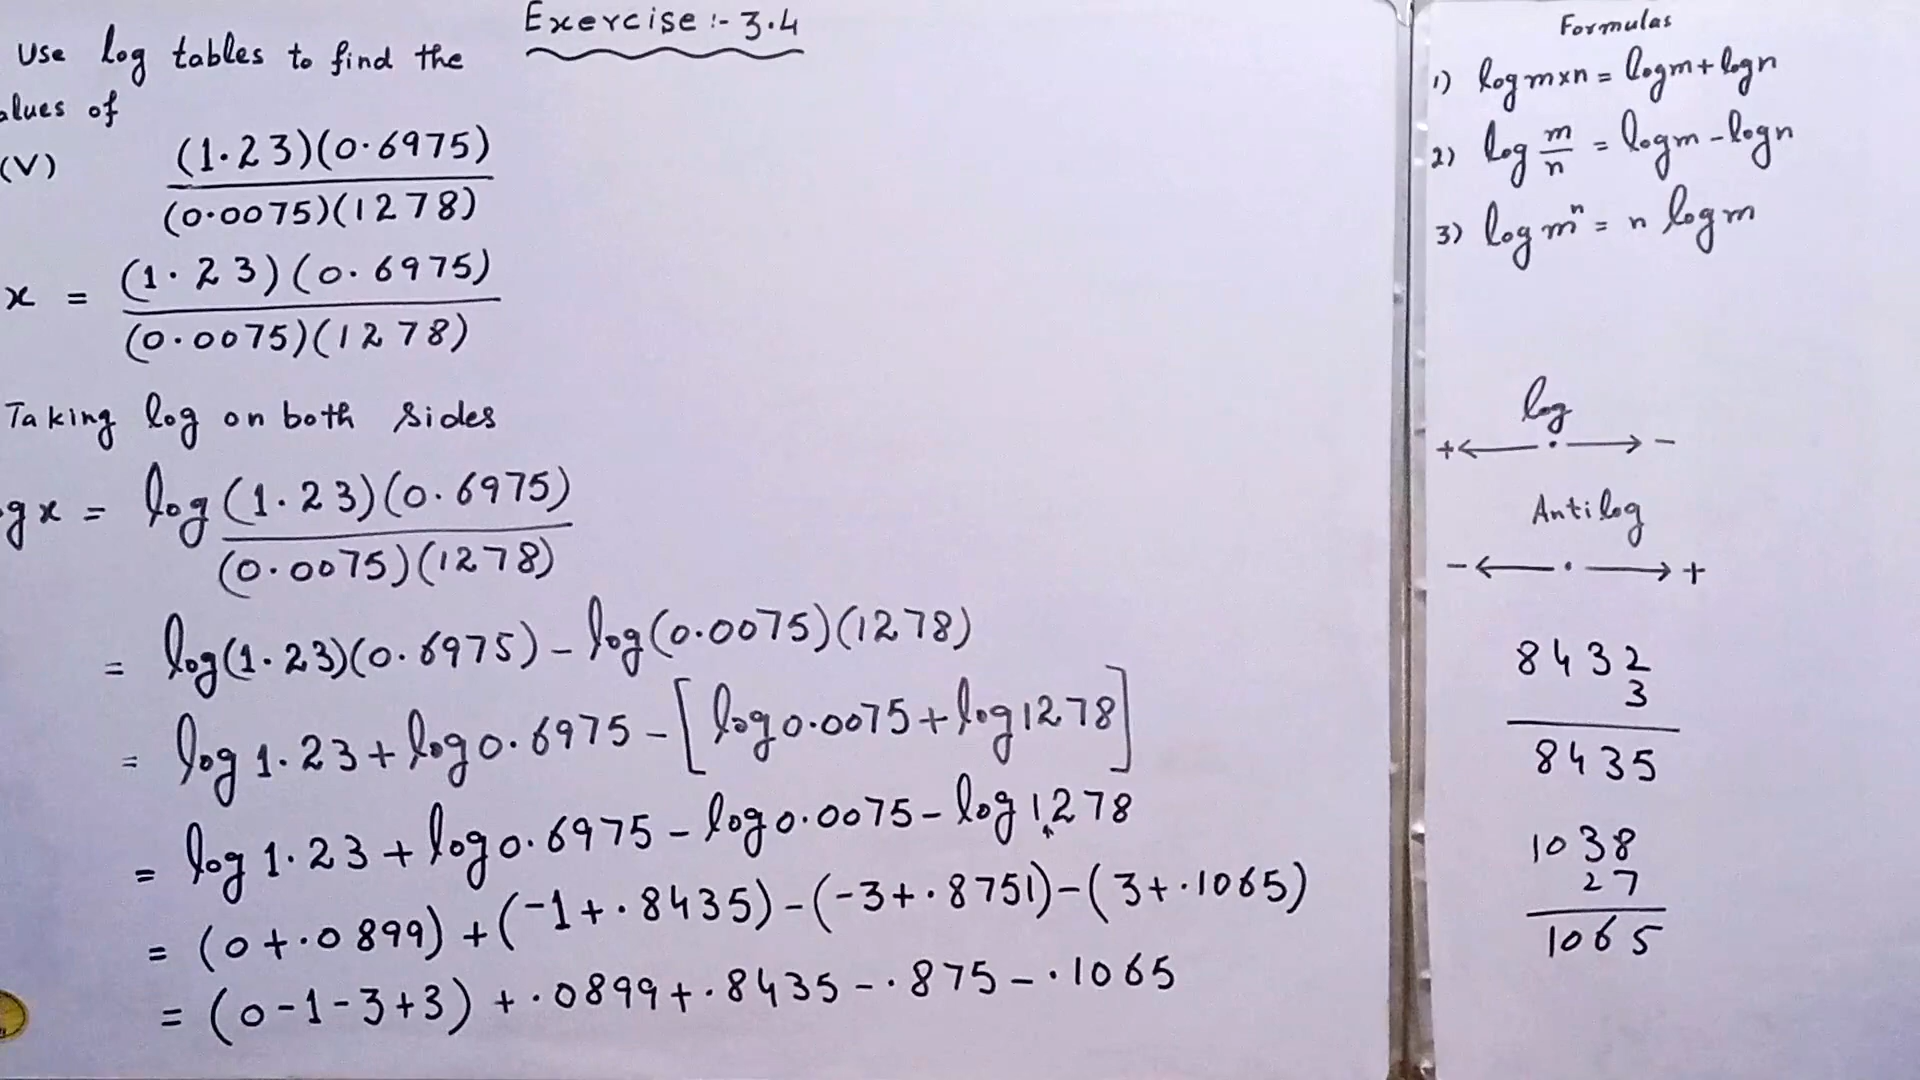 Exercise :- 3.4
Use log tables to find the
alues of
(V) (1.23)(0.6975)
(0.0075)(1278)
x = (1.23)(0.6975)
(0.0075)(1278)
Taking log on both sides
g x = log (1.23)(0.6975)
(0.0075)(1278)
= log(1.23)(0.6975) - log(0.0075)(1278)
= log 1.23 + log 0.6975 - [log 0.0075 + log 1278]
= log 1.23 + log 0.6975 - log 0.0075 - log 1278
= (0 + .0899) + (-1 + .8435) - (-3 + .8751) - (3 + .1065)
= (0 - 1 - 3 + 3) + .0899 + .8435 - .875 - .1065
Formulas
1) log m×n = log m + log n
2) log m/n = log m - log n
3) log mⁿ = n log m
log
+ ← . → -
Antilog
- ← . → +
8432
3
8435
1038
27
1065